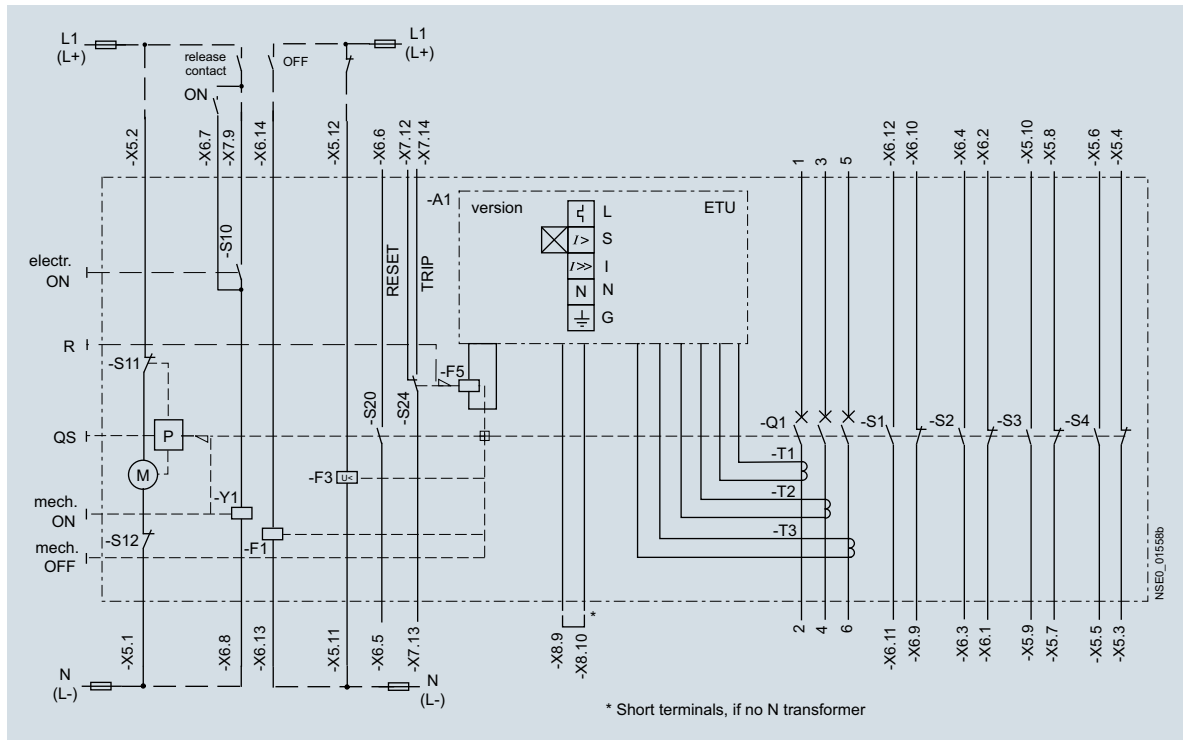 L1
(L+)
release
contact
OFF
L1
(L+)
ON
-X5.2
-X6.7
-X7.9
-X6.14
-X5.12
-X6.6
-X7.12
-X7.14
1
3
5
-X6.12
-X6.10
-X6.4
-X6.2
-X5.10
-X5.8
-X5.6
-X5.4
-A1
version
ETU
L
I> S
I>> I
N N
G
-S10
electr.
ON
RESET
TRIP
R
-S11
-F5
-S20
-S24
QS
P
-Q1
-S1
-S2
-S3
-S4
M
-T1
-F3
U<
-T2
mech.
ON
-Y1
-T3
-S12
-F1
mech.
OFF
NSE0_01558b
*
-X5.1
-X6.8
-X6.13
-X5.11
-X6.5
-X7.13
-X8.9
-X8.10
2
4
6
-X6.11
-X6.9
-X6.3
-X6.1
-X5.9
-X5.7
-X5.5
-X5.3
N
(L-)
N
(L-)
* Short terminals, if no N transformer